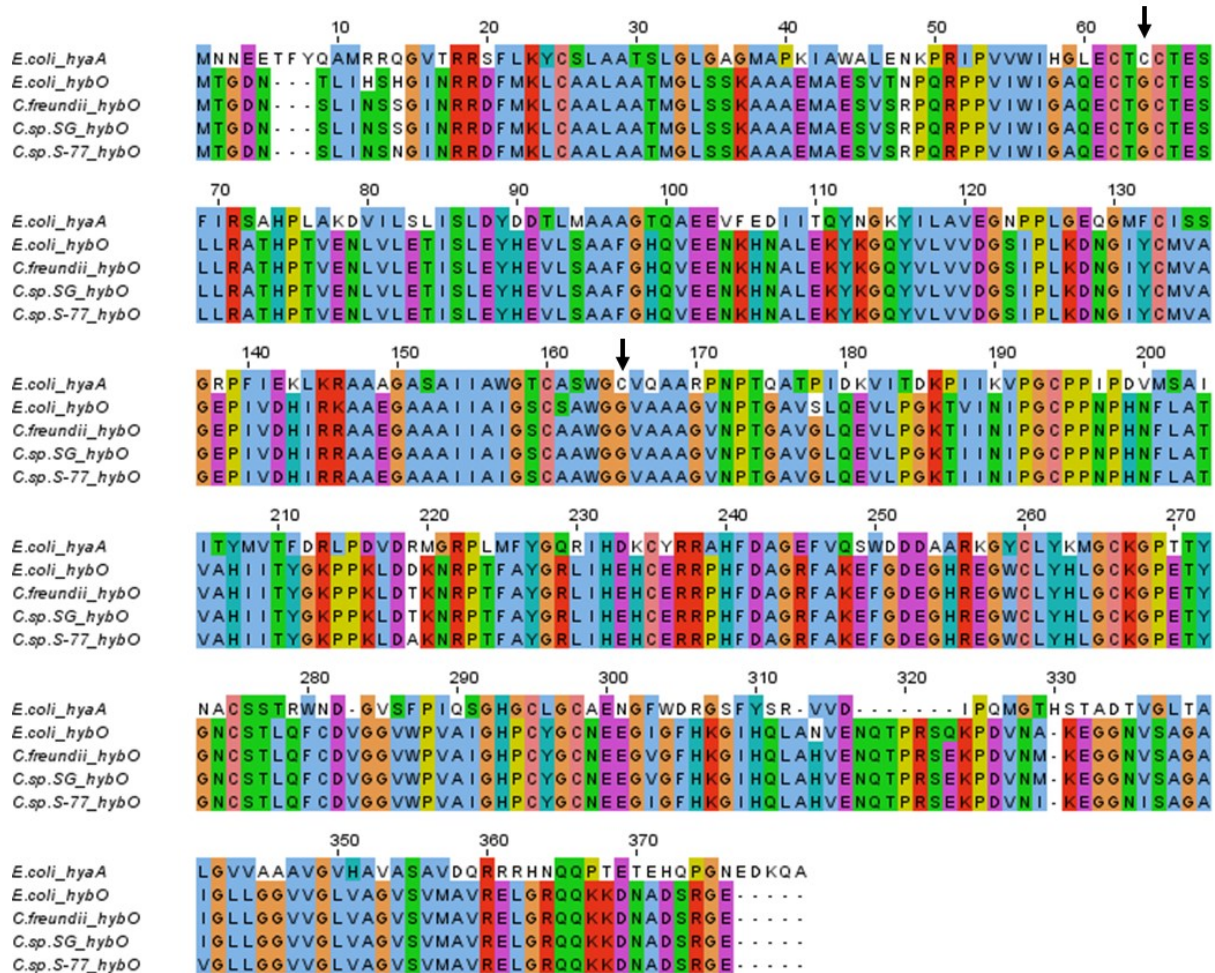 10 20 30 40 50 60
E.coli_hyaA MNNEETFYQAMRRQGVTRRSFLKYCSLAATSLGLGAGMAPKIAWALENKPRIPVVWIHGLECTCCTES
E.coli_hybO MTGDN---TLIHSHGINRRDFMKLCAALAATMGLSSKAAAEMAESVTNPQRPPVIWIGAQECTGCTES
C.freundii_hybO MTGDN---SLINSSGINRRDFMKLCAALAATMGLSSKAAAEMAESVSRPQRPPVIWIGAQECTGCTES
C.sp.SG_hybO MTGDN---SLINSSGINRRDFMKLCAALAATMGLSSKAAAEMAESVSRPQRPPVIWIGAQECTGCTES
C.sp.S-77_hybO MTGDN---SLINSNGINRRDFMKLCAALAATMGLSSKAAAEMAESVSRPQRPPVIWIGAQECTGCTES
70 80 90 100 110 120 130
E.coli_hyaA FIRSAHPLAKDVILSLISLDYDDTLMAAAGTQAEEVFEDIITQYNGKYILAVEGNPPLGEQGMFCISS
E.coli_hybO LLRATHPTVENLVLETISLEYHEVLSAAFGHQVEENKHNALEKYKGQYVLVVDGSIPLKDNGIYCMVA
C.freundii_hybO LLRATHPTVENLVLETISLEYHEVLSAAFGHQVEENKHNALEKYKGQYVLVVDGSIPLKDNGIYCMVA
C.sp.SG_hybO LLRATHPTVENLVLETISLEYHEVLSAAFGHQVEENKHNALEKYKGQYVLVVDGSIPLKDNGIYCMVA
C.sp.S-77_hybO LLRATHPTVENLVLETISLEYHEVLSAAFGHQVEENKHNALEKYKGQYVLVVDGSIPLKDNGIYCMVA
140 150 160 170 180 190 200
E.coli_hyaA GRPFIEKLKRAAAGASAIIAWGTCASWGCVQAARPNPTQATPIDKVITDKPIIKVPGCPPIPDVMSAI
E.coli_hybO GEPIVDHIRKAAEGAAAIIAIGSCSAWGGVAAAGVNPTGAVSLQEVLPGKTVINIPGCPPNPHNFLAT
C.freundii_hybO GEPIVDHIRRAAEGAAAIIAIGSCAAWGGVAAAGVNPTGAVGLQEVLPGKTIINIPGCPPNPHNFLAT
C.sp.SG_hybO GEPIVDHIRRAAEGAAAIIAIGSCAAWGGVAAAGVNPTGAVGLQEVLPGKTIINIPGCPPNPHNFLAT
C.sp.S-77_hybO GEPIVDHIRRAAEGAAAIIAIGSCAAWGGVAAAGVNPTGAVGLQEVLPGKTIINIPGCPPNPHNFLAT
210 220 230 240 250 260 270
E.coli_hyaA ITYMVTFDRLPDVDRMGRPLMFYGQRIHDKCYRRAHFDAGEFVQSWDDDAARKGYCLYKMGCKGPTTY
E.coli_hybO VAHIITYGKPPKLDDKNRPTFAYGRLIHEHCERRPHFDAGRFAKEFGDEGHREGWCLYHLGCKGPETY
C.freundii_hybO VAHIITYGKPPKLDTKNRPTFAYGRLIHEHCERRPHFDAGRFAKEFGDEGHREGWCLYHLGCKGPETY
C.sp.SG_hybO VAHIITYGKPPKLDTKNRPTFAYGRLIHEHCERRPHFDAGRFAKEFGDEGHREGWCLYHLGCKGPETY
C.sp.S-77_hybO VAHIITYGKPPKLDAKNRPTFAYGRLIHEHCERRPHFDAGRFAKEFGDEGHREGWCLYHLGCKGPETY
280 290 300 310 320 330
E.coli_hyaA NACSSTRWND-GVSFPIQSGHGCLGCAENGFWDRGSFYSR-VVD-------IPQMGTHSTADTVGLTA
E.coli_hybO GNCSTLQFCDVGGVWPVAIGHPCYGCNEEGIGFHKGIHQLANVENQTPRSQKPDVNA-KEGGNVSAGA
C.freundii_hybO GNCSTLQFCDVGGVWPVAIGHPCYGCNEEGIGFHKGIHQLAHVENQTPRSEKPDVNM-KEGGNVSAGA
C.sp.SG_hybO GNCSTLQFCDVGGVWPVAIGHPCYGCNEEGVGFHKGIHQLAHVENQTPRSEKPDVNM-KEGGNVSAGA
C.sp.S-77_hybO GNCSTLQFCDVGGVWPVAIGHPCYGCNEEGIGFHKGIHQLAHVENQTPRSEKPDVNI-KEGGNISAGA
350 360 370
E.coli_hyaA LGVVAAAVGVHAVASAVDQRRRHNQQPTETEHQPGNEDKQA
E.coli_hybO IGLLGGVVGLVAGVSVMAVRELGRQQKKDNADSRGE-----
C.freundii_hybO IGLLGGVVGLVAGVSVMAVRELGRQQKKDNADSRGE-----
C.sp.SG_hybO IGLLGGVVGLVAGVSVMAVRELGRQQKKDNADSRGE-----
C.sp.S-77_hybO VGLLGGVVGLVAGVSVMAVRELGRQQKKDNADSRGE-----